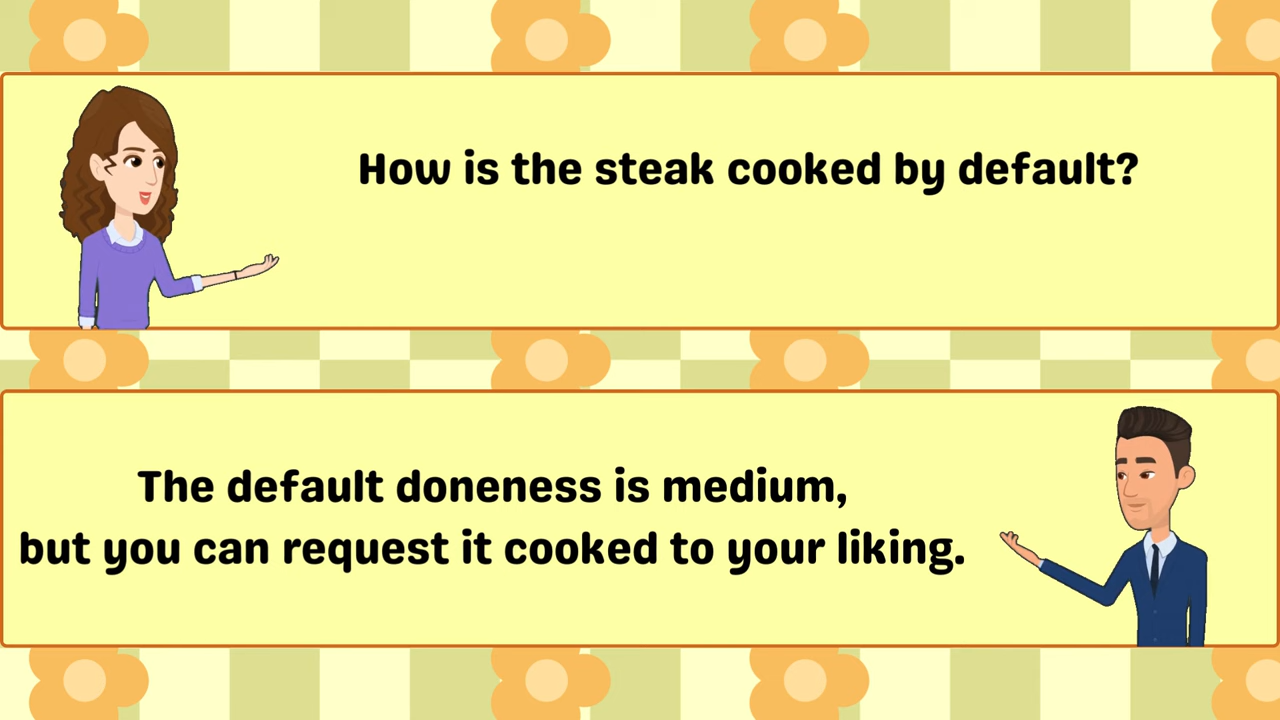 How is the steak cooked by default?
The default doneness is medium,
but you can request it cooked to your liking.